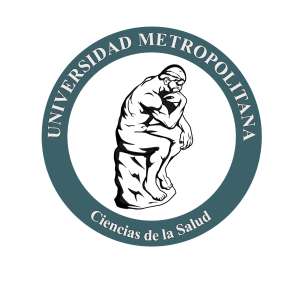 UNIVERSIDAD METROPOLITANA
Ciencias de la Salud